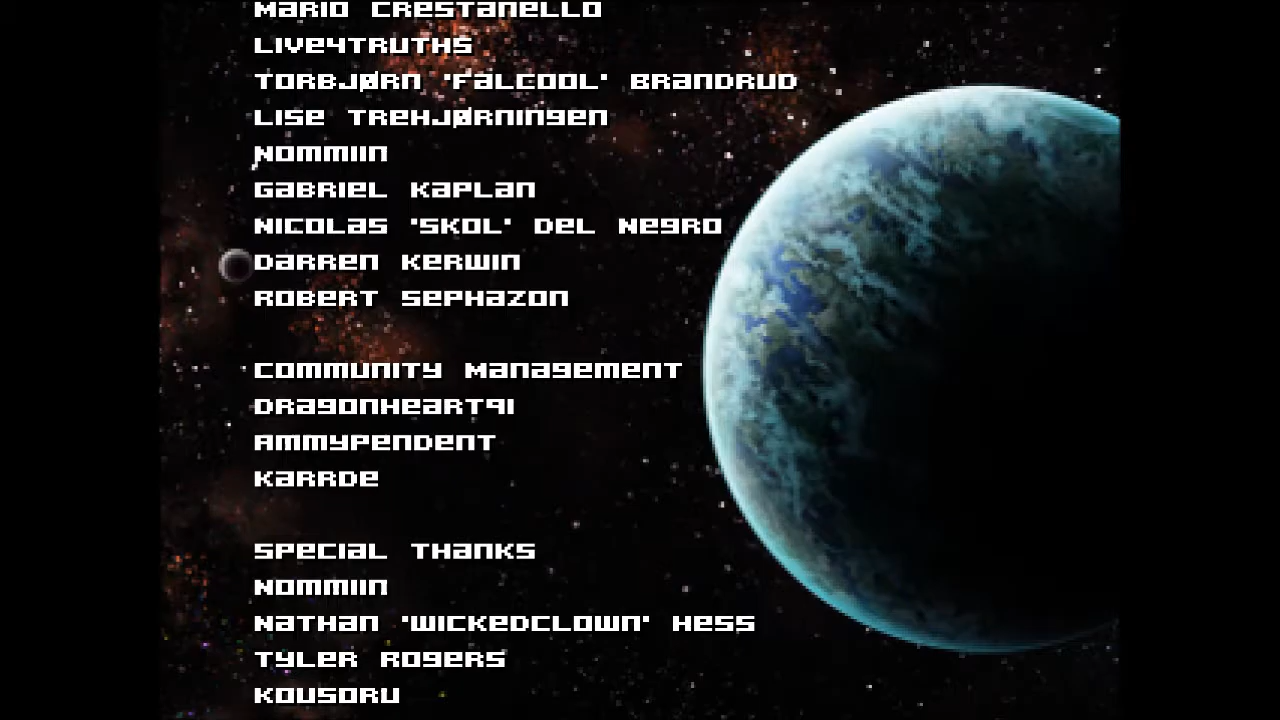 MARIO CRESTANELLO
LIVE4TRUTHS
TORBJØRN 'FALCOOL' BRANDRUD
LISE TREHJØRNINGEN
NOMMIIN
GABRIEL KAPLAN
NICOLAS 'SKOL' DEL NEGRO
DARREN KERWIN
ROBERT SEPHAZON
COMMUNITY MANAGEMENT
DRAGONHEART91
AMMYPENDENT
KARRDE
SPECIAL THANKS
NOMMIIN
NATHAN 'WICKEDCLOWN' HESS
TYLER ROGERS
KOUSORU